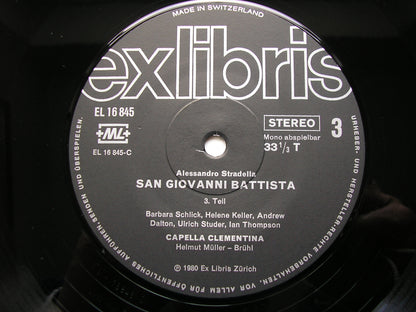 MADE IN SWITZERLAND
exlibris
EL 16 845
+ML+
EL 16 845-C
STEREO
Mono abspielbar
33 1/3 T
3
Alessandro Stradella
SAN GIOVANNI BATTISTA
3. Teil
Barbara Schlick, Helene Keller, Andrew
Dalton, Ulrich Studer, Ian Thompson
CAPELLA CLEMENTINA
Helmut Müller – Brühl
℗ 1980 Ex Libris Zürich
URHEBER- UND HERSTELLER-RECHTE VORBEHALTEN, VOR ALLEM FÜR ÖFFENTLICHES AUFFÜHREN, SENDEN UND ÜBERSPIELEN.